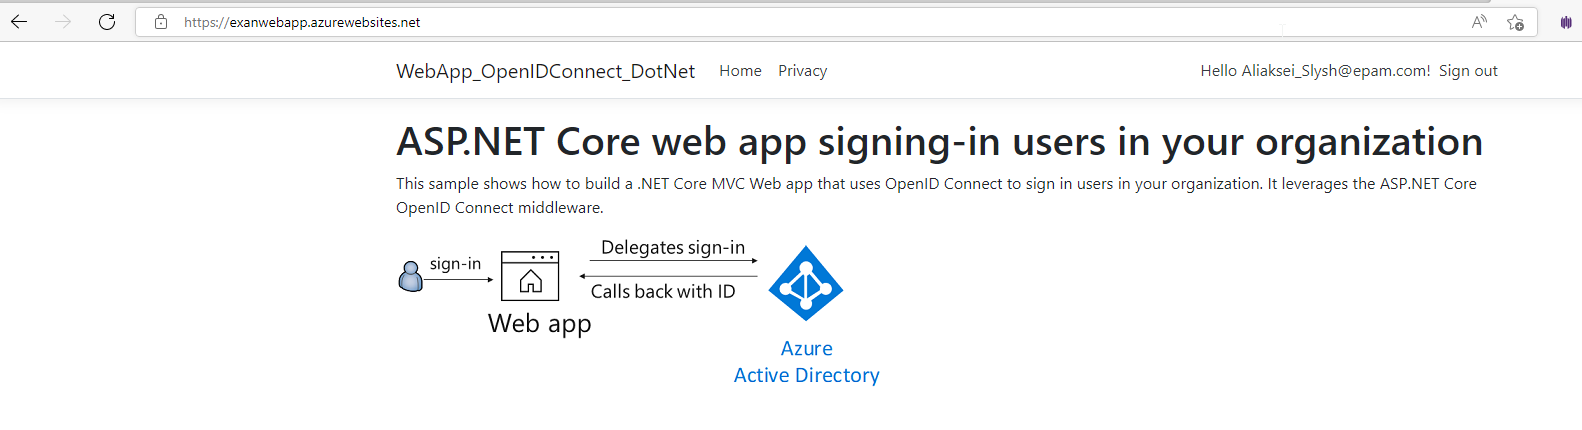 https://exanwebapp.azurewebsites.net
WebApp_OpenIDConnect_DotNet Home Privacy Hello Aliaksei_Slysh@epam.com! Sign out
ASP.NET Core web app signing-in users in your organization
This sample shows how to build a .NET Core MVC Web app that uses OpenID Connect to sign in users in your organization. It leverages the ASP.NET Core
OpenID Connect middleware.
Delegates sign-in
sign-in
Calls back with ID
Web app
Azure
Active Directory